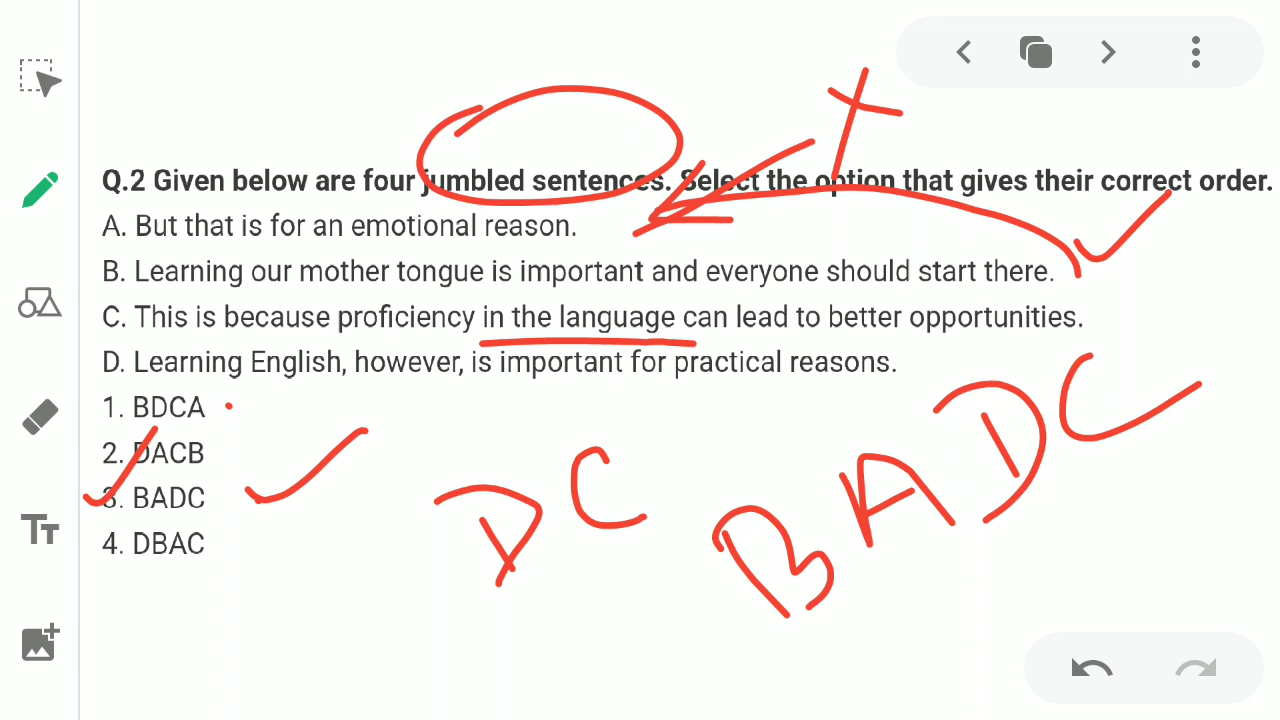 Q.2 Given below are four jumbled sentences. Select the option that gives their correct order.
A. But that is for an emotional reason.
B. Learning our mother tongue is important and everyone should start there.
C. This is because proficiency in the language can lead to better opportunities.
D. Learning English, however, is important for practical reasons.
1. BDCA
2. DACB
3. BADC
4. DBAC
DC
BADC
Tт